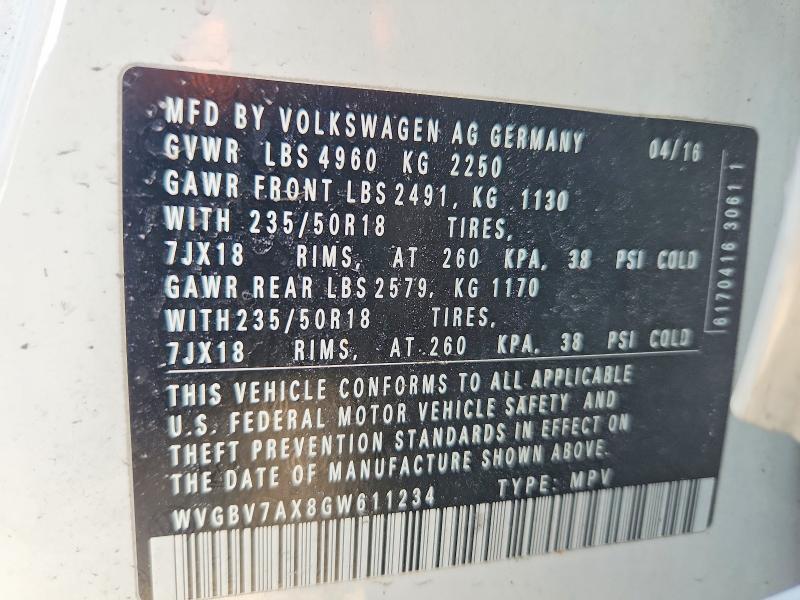 MFD BY VOLKSWAGEN AG GERMANY 04/16
GVWR LBS 4960 KG 2250
GAWR FRONT LBS 2491, KG 1130
WITH 235/50R18 TIRES,
7JX18 RIMS, AT 260 KPA, 38 PSI COLD
GAWR REAR LBS 2579, KG 1170
WITH 235/50R18 TIRES,
7JX18 RIMS, AT 260 KPA, 38 PSI COLD
THIS VEHICLE CONFORMS TO ALL APPLICABLE
U.S. FEDERAL MOTOR VEHICLE SAFETY AND
THEFT PREVENTION STANDARDS IN EFFECT ON
THE DATE OF MANUFACTURE SHOWN ABOVE.
WVGBV7AX8GW611234 TYPE: MPV
6170416 3061 1